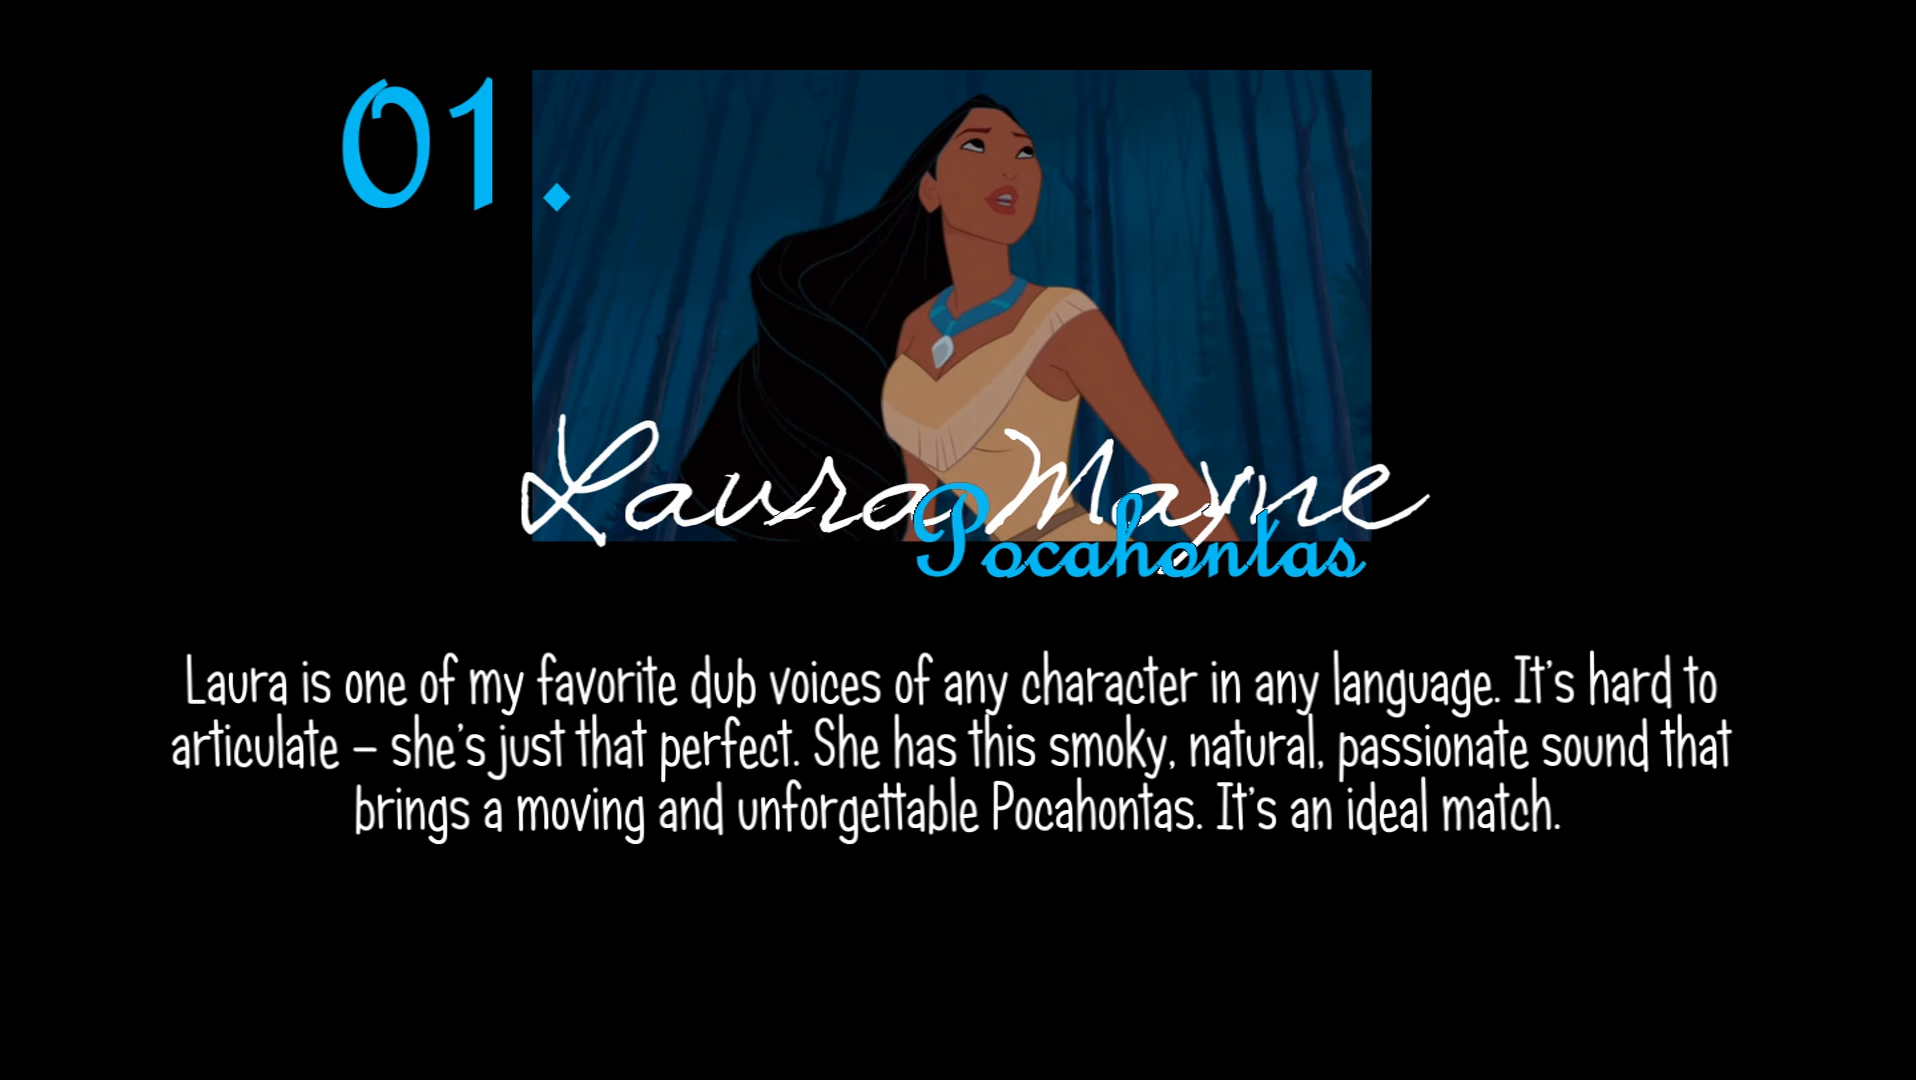 01.
Laura Mayne
Pocahontas
Laura is one of my favorite dub voices of any character in any language. It's hard to
articulate – she's just that perfect. She has this smoky, natural, passionate sound that
brings a moving and unforgettable Pocahontas. It's an ideal match.